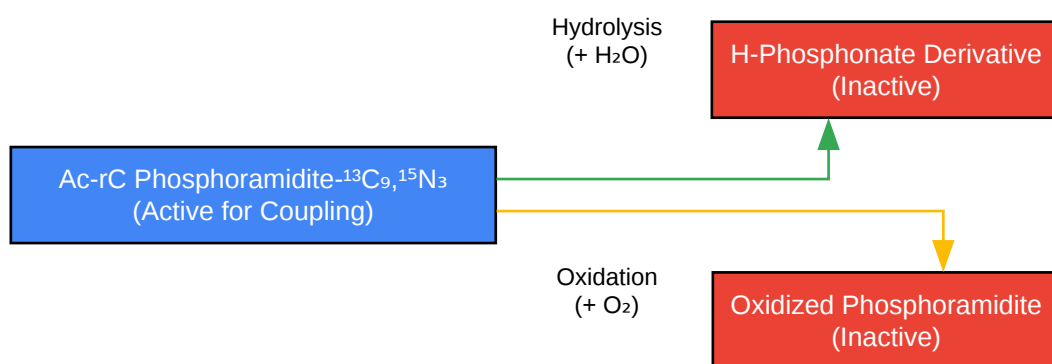 Hydrolysis
(+ H₂O)
H-Phosphonate Derivative
(Inactive)
Ac-rC Phosphoramidite-¹³C₉,¹⁵N₃
(Active for Coupling)
Oxidation
(+ O₂)
Oxidized Phosphoramidite
(Inactive)